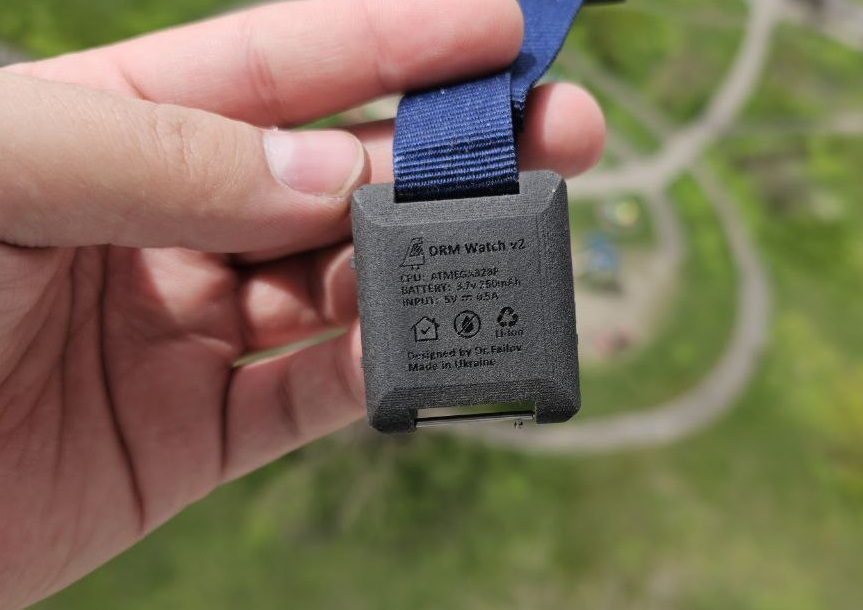 DRM Watch v2
CPU: ATMEGA328P
BATTERY: 3.7v 250mAh
INPUT: 5V ⎓ 0.5A
Li-Ion
Designed by Dr.Failov
Made in Ukraine